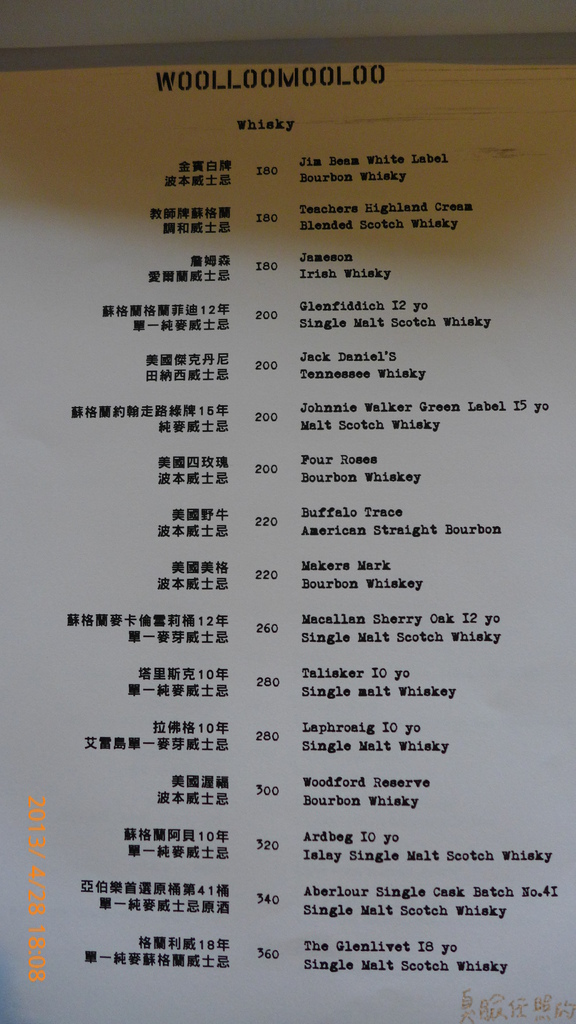 WOOLLOOMOOLOO
Whisky
金賓白牌 180 Jim Beam White Label
波本威士忌 Bourbon Whisky
教師牌蘇格蘭 180 Teachers Highland Cream
調和威士忌 Blended Scotch Whisky
詹姆森 180 Jameson
愛爾蘭威士忌 Irish Whisky
蘇格蘭格蘭菲迪12年 200 Glenfiddich 12 yo
單一純麥威士忌 Single Malt Scotch Whisky
美國傑克丹尼 200 Jack Daniel'S
田納西威士忌 Tennessee Whisky
蘇格蘭約翰走路綠牌15年 200 Johnnie Walker Green Label 15 yo
純麥威士忌 Malt Scotch Whisky
美國四玫瑰 200 Four Roses
波本威士忌 Bourbon Whiskey
美國野牛 220 Buffalo Trace
波本威士忌 American Straight Bourbon
美國美格 220 Makers Mark
波本威士忌 Bourbon Whiskey
蘇格蘭麥卡倫雪莉桶12年 260 Macallan Sherry Oak 12 yo
單一麥芽威士忌 Single Malt Scotch Whisky
塔里斯克10年 280 Talisker 10 yo
單一純麥威士忌 Single malt Whiskey
拉佛格10年 280 Laphroaig 10 yo
艾雷島單一麥芽威士忌 Single Malt Whisky
美國渥福 300 Woodford Reserve
波本威士忌 Bourbon Whisky
蘇格蘭阿貝10年 320 Ardbeg 10 yo
單一純麥威士忌 Islay Single Malt Scotch Whisky
亞伯樂首選原桶第41桶 340 Aberlour Single Cask Batch No.41
單一純麥威士忌原酒 Single Malt Scotch Whisky
格蘭利威18年 360 The Glenlivet 18 yo
單一純麥蘇格蘭威士忌 Single Malt Scotch Whisky
2013/4/28 18:08